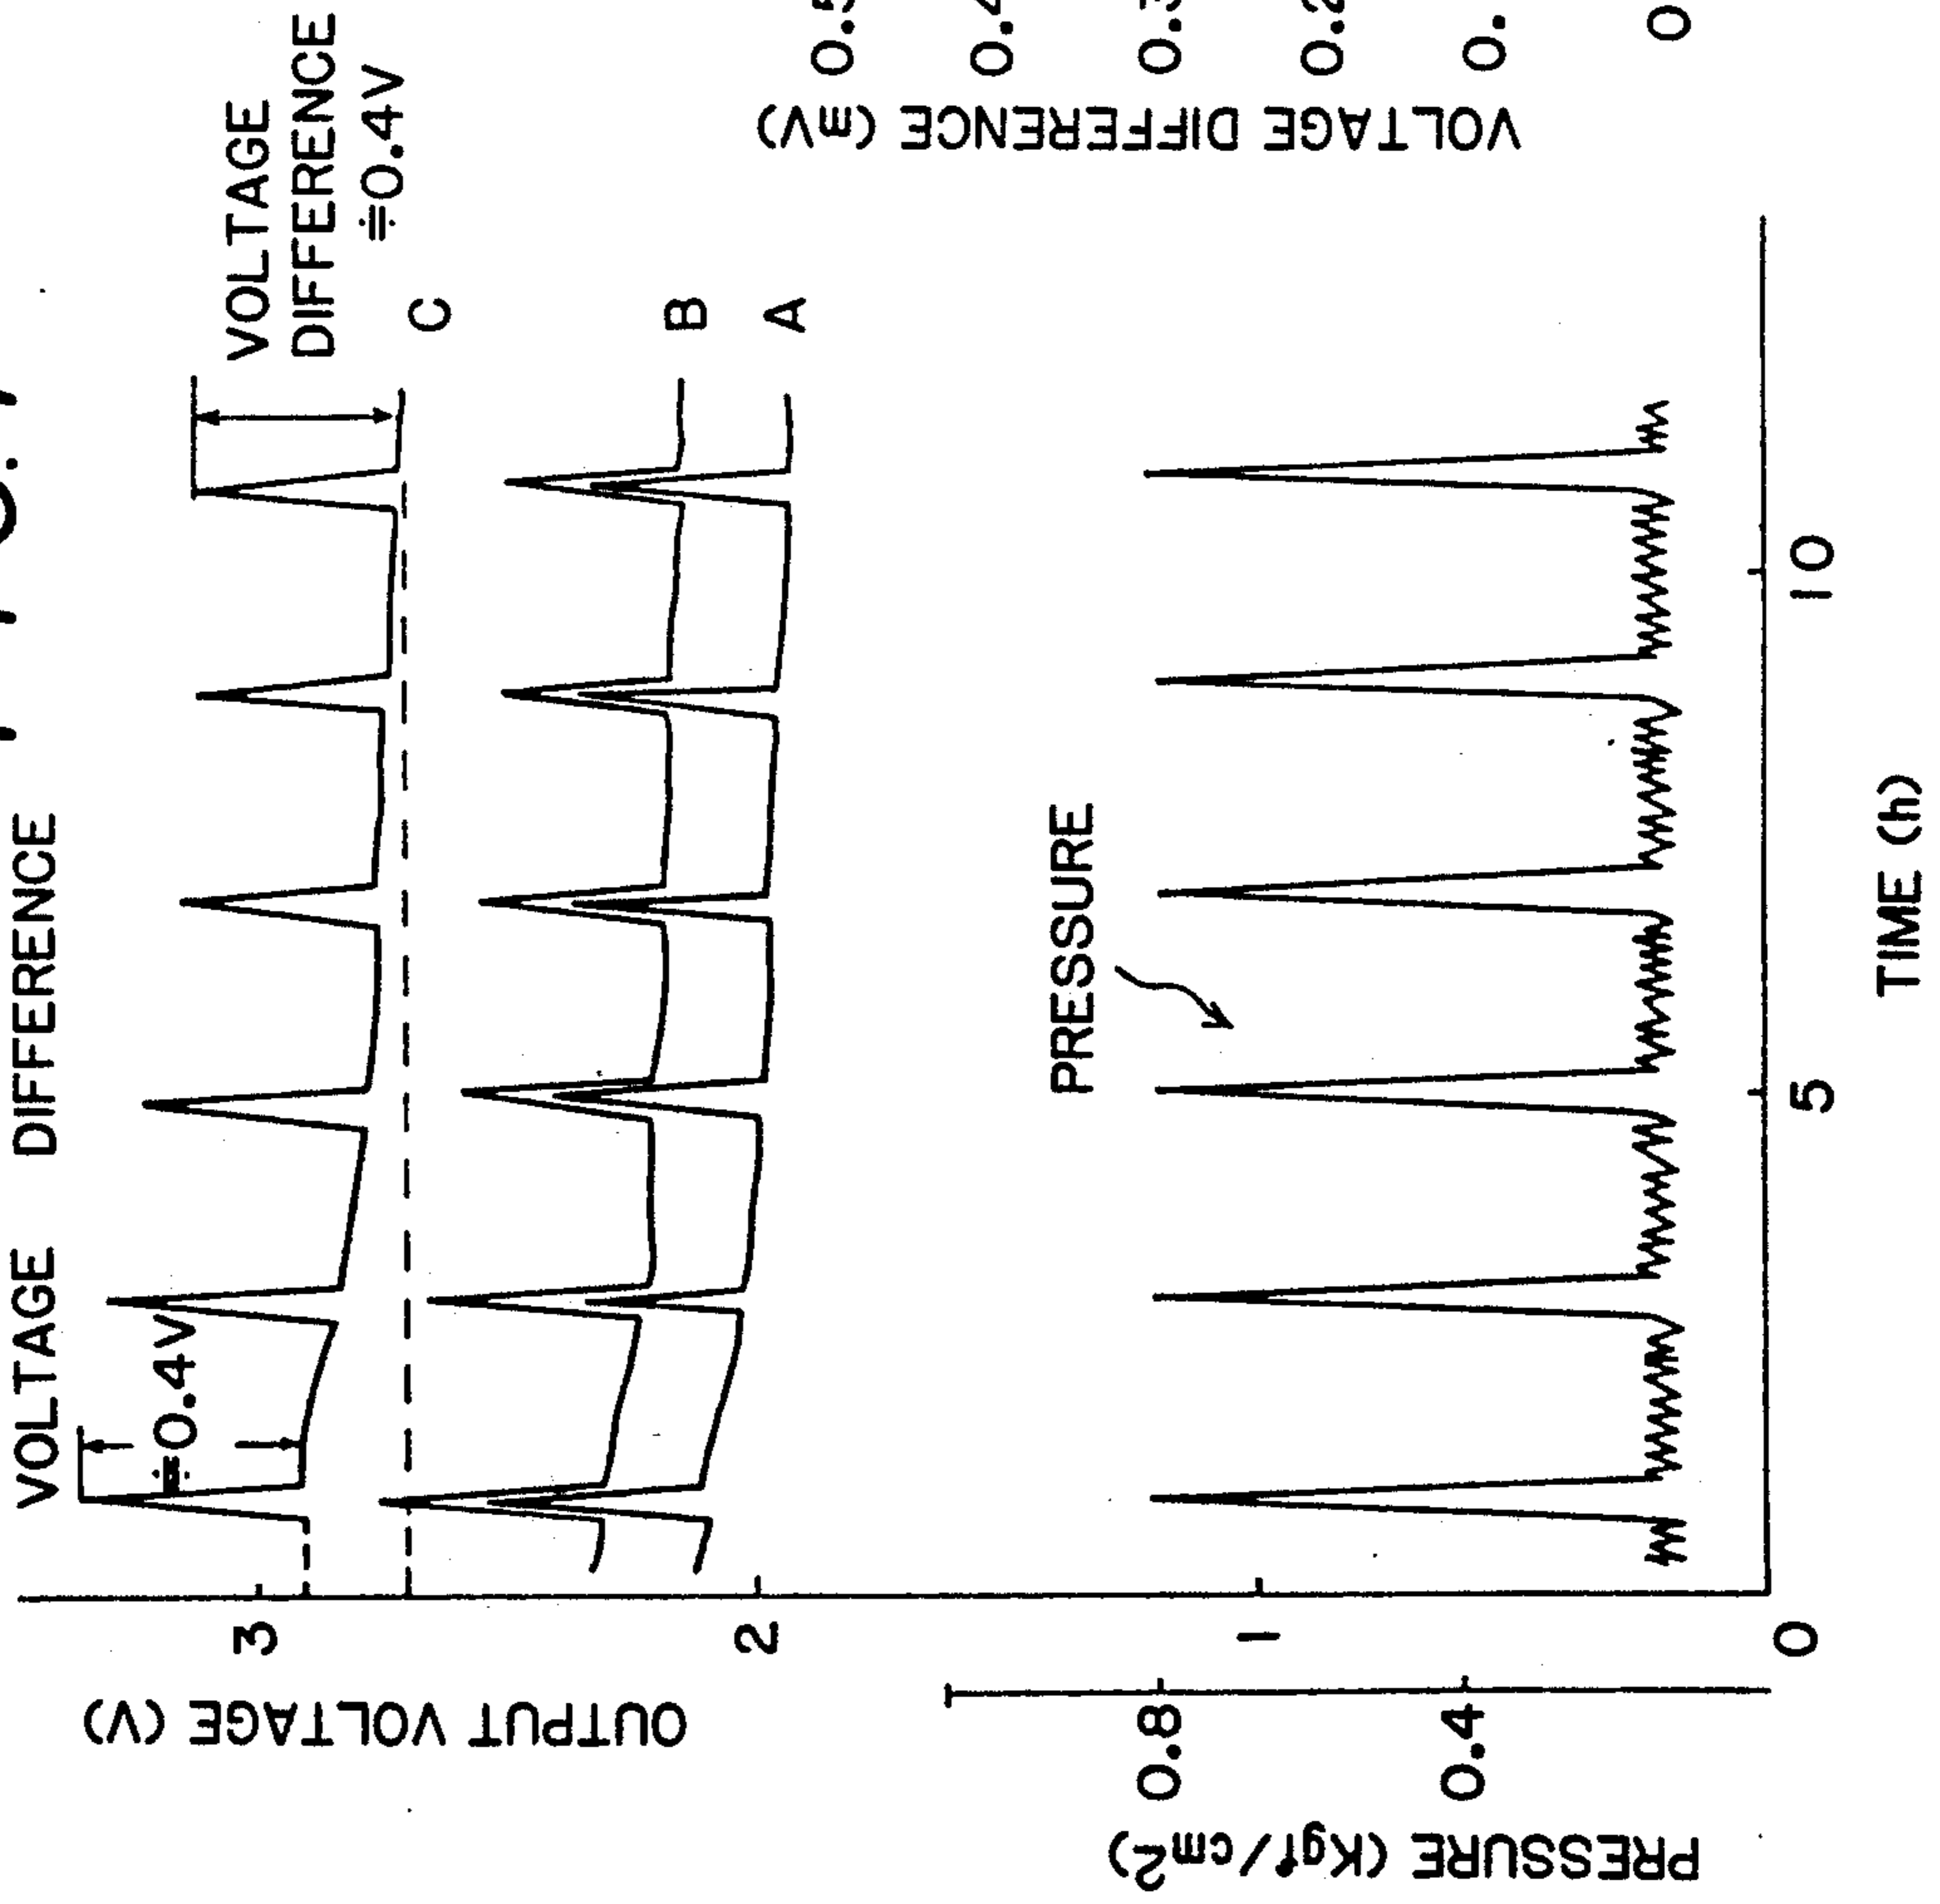 VOLTAGE DIFFERENCE
≒0.4V
VOLTAGE
DIFFERENCE
≒0.4V
C
B
A
PRESSURE
OUTPUT VOLTAGE (V)
3
2
1
0
PRESSURE (Kgf/cm2)
0.8
0.4
5
10
TIME (h)
VOLTAGE DIFFERENCE (mV)
0.
0